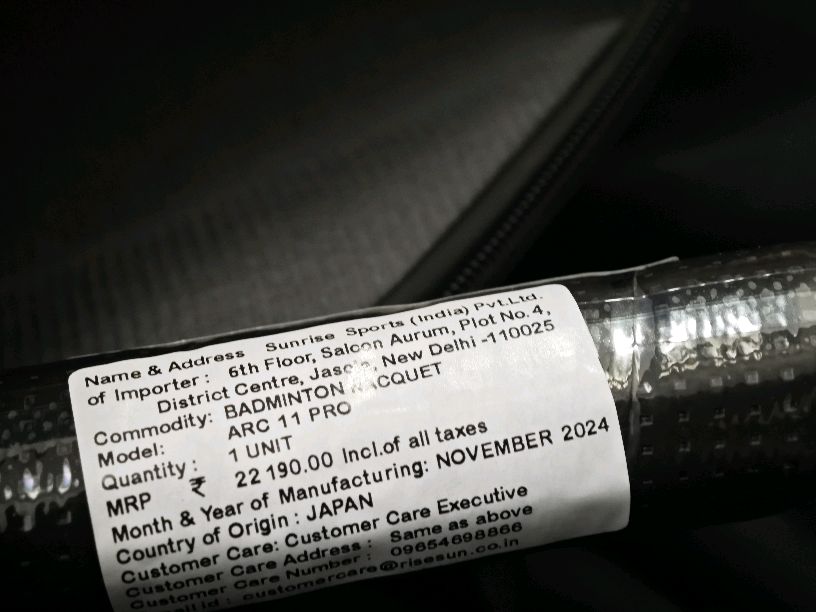 Name & Address Sunrise Sports (India) Pvt.Ltd.
of Importer : 6th Floor, Salcon Aurum, Plot No. 4,
District Centre, New Delhi -110025
Commodity: BADMINTON
Model: ARC 11 PRO
Quantity : 1 UNIT
MRP ₹ 22 190.00 Incl.of all taxes
Month & Year of Manufacturing: NOVEMBER 2024
Country of Origin : JAPAN
Customer Care: Customer Care Executive
Customer Care Address : Same as above
Customer Care Number : 09654698866
id : customercare@risesun.co.in